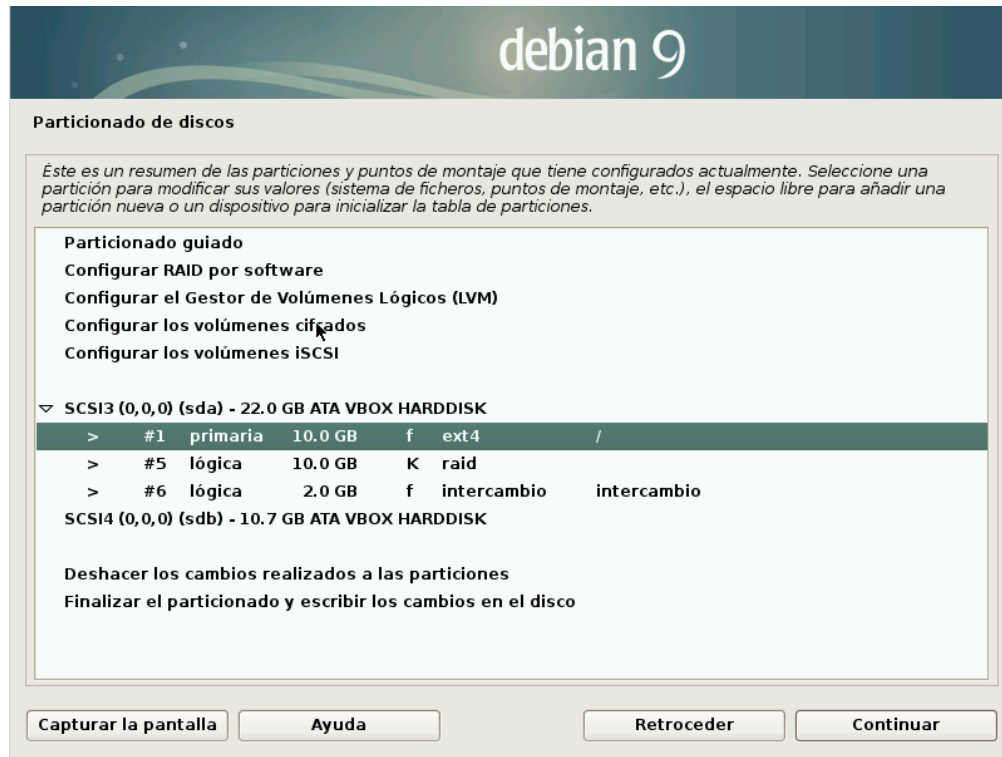 debian 9
Particionado de discos
Éste es un resumen de las particiones y puntos de montaje que tiene configurados actualmente. Seleccione una
partición para modificar sus valores (sistema de ficheros, puntos de montaje, etc.), el espacio libre para añadir una
partición nueva o un dispositivo para inicializar la tabla de particiones.
Particionado guiado
Configurar RAID por software
Configurar el Gestor de Volúmenes Lógicos (LVM)
Configurar los volúmenes cifrados
Configurar los volúmenes iSCSI
SCSI3 (0,0,0) (sda) - 22.0 GB ATA VBOX HARDDISK
> #1 primaria 10.0 GB f ext4 /
> #5 lógica 10.0 GB K raid
> #6 lógica 2.0 GB f intercambio intercambio
SCSI4 (0,0,0) (sdb) - 10.7 GB ATA VBOX HARDDISK
Deshacer los cambios realizados a las particiones
Finalizar el particionado y escribir los cambios en el disco
Capturar la pantalla Ayuda Retroceder Continuar